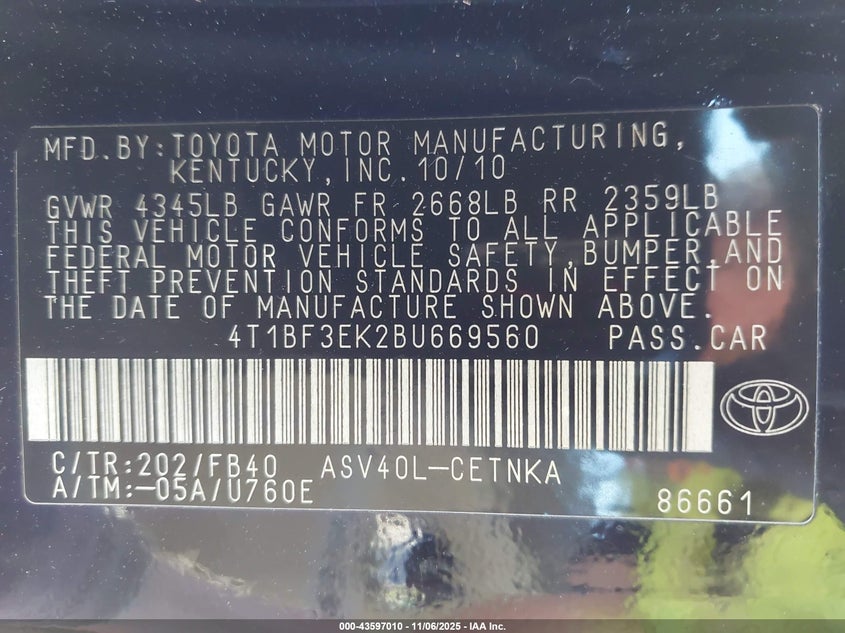 MFD.BY:TOYOTA MOTOR MANUFACTURING,
KENTUCKY,INC.10/10
GVWR 4345LB GAWR FR 2668LB RR 2359LB
THIS VEHICLE CONFORMS TO ALL APPLICABLE
FEDERAL MOTOR VEHICLE SAFETY,BUMPER,AND
THEFT PREVENTION STANDARDS IN EFFECT ON
THE DATE OF MANUFACTURE SHOWN ABOVE.
4T1BF3EK2BU669560 PASS.CAR
C/TR:202/FB40 ASV40L-CETNKA
A/TM:-05A/U760E 86661
000-43597010 - 11/06/2025 - IAA Inc.